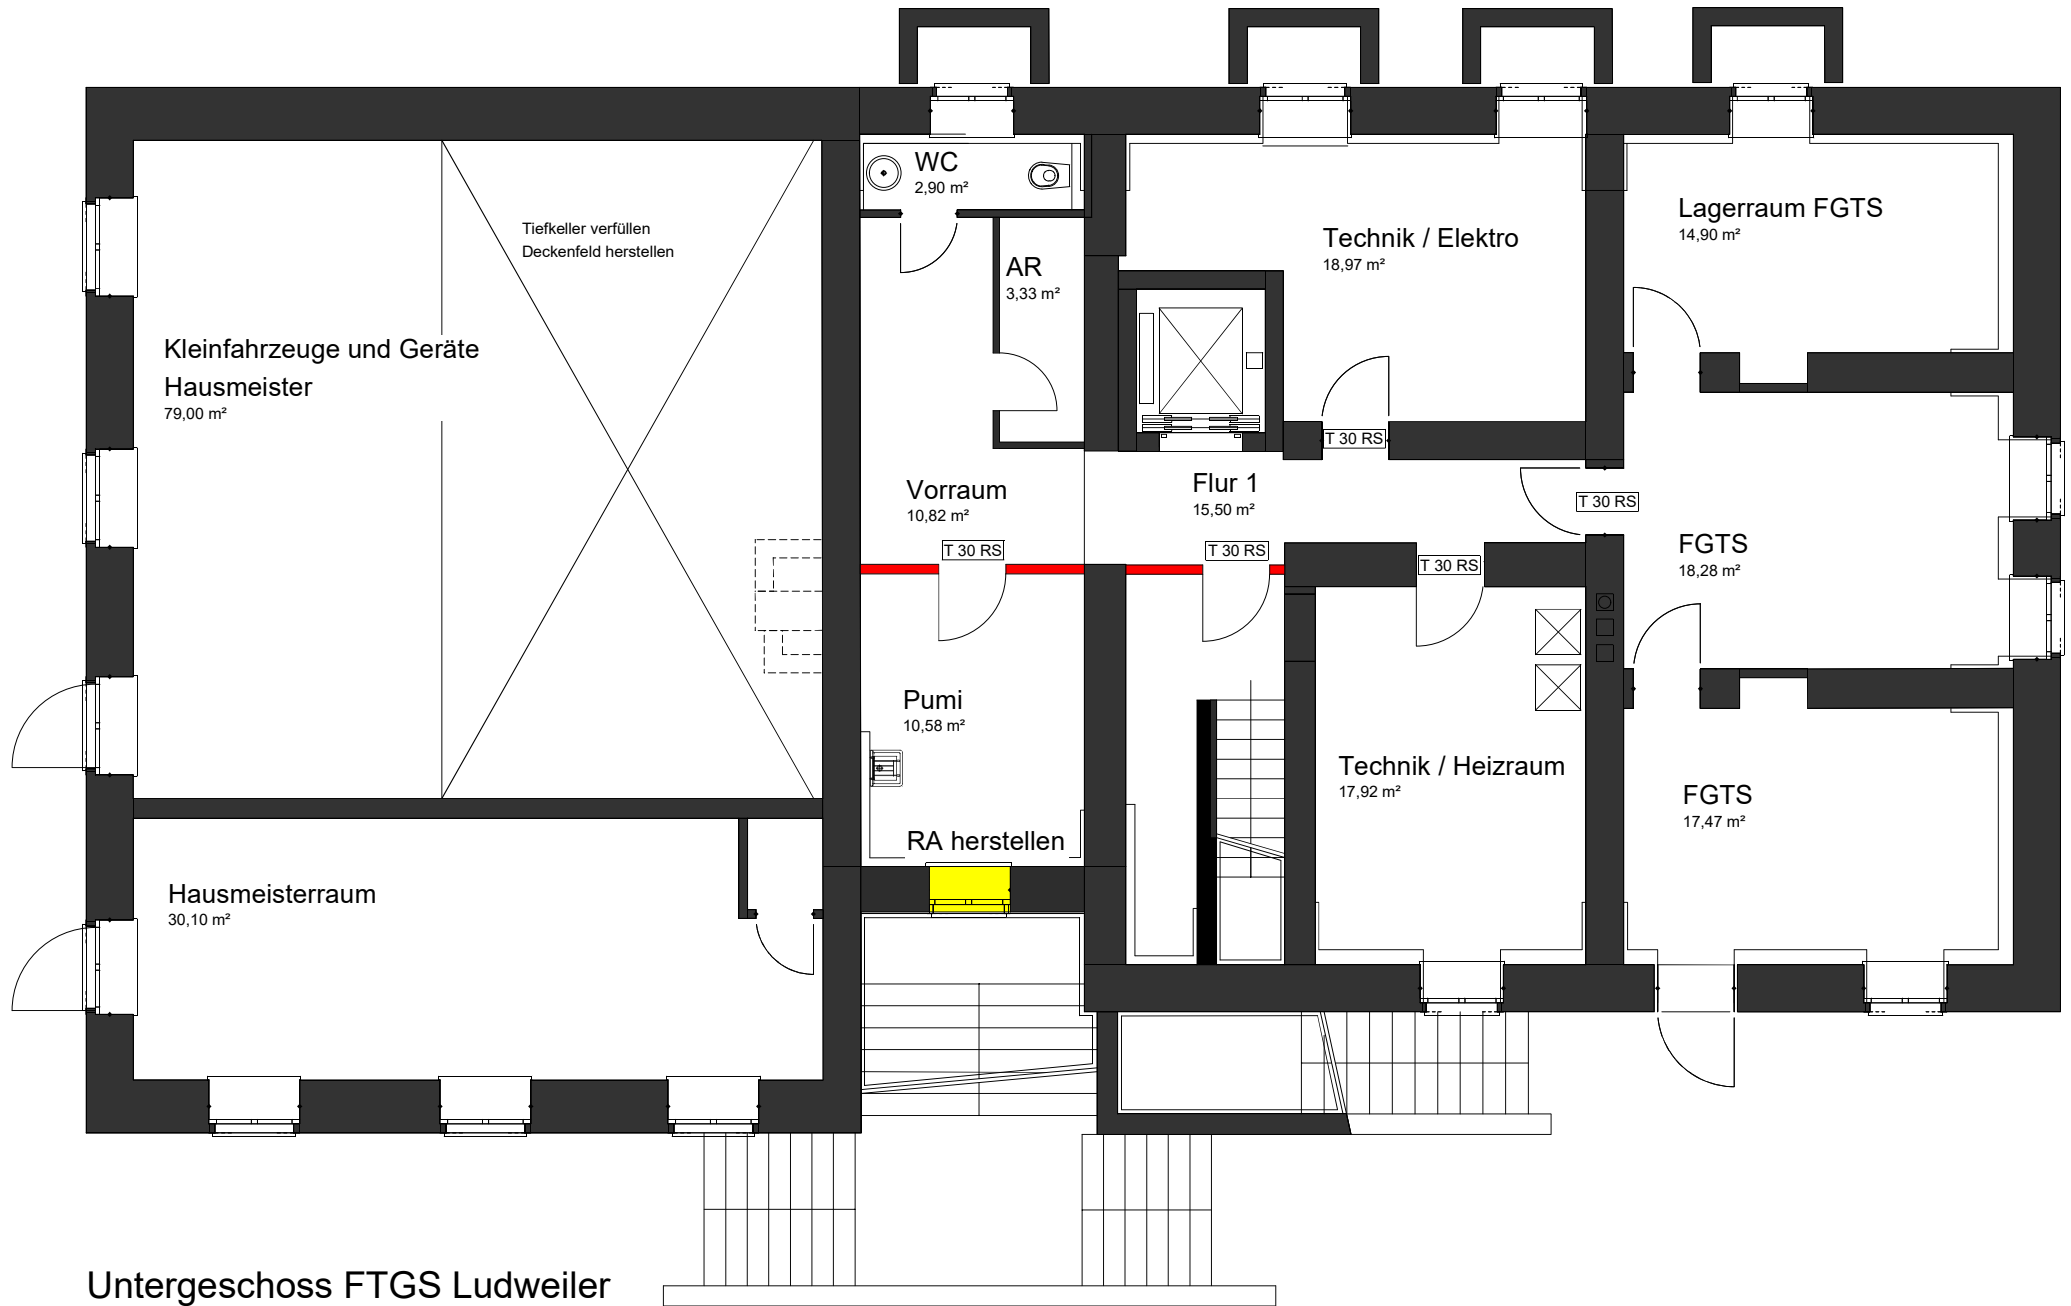 WC
2,90 m²
Tiefkeller verfüllen
Deckenfeld herstellen
AR
3,33 m²
Technik / Elektro
18,97 m²
Lagerraum FGTS
14,90 m²
Kleinfahrzeuge und Geräte
Hausmeister
79,00 m²
T 30 RS
Vorraum
10,82 m²
Flur 1
15,50 m²
T 30 RS
T 30 RS
T 30 RS
T 30 RS
FGTS
18,28 m²
Pumi
10,58 m²
Technik / Heizraum
17,92 m²
FGTS
17,47 m²
RA herstellen
Hausmeisterraum
30,10 m²
Untergeschoss FTGS Ludweiler